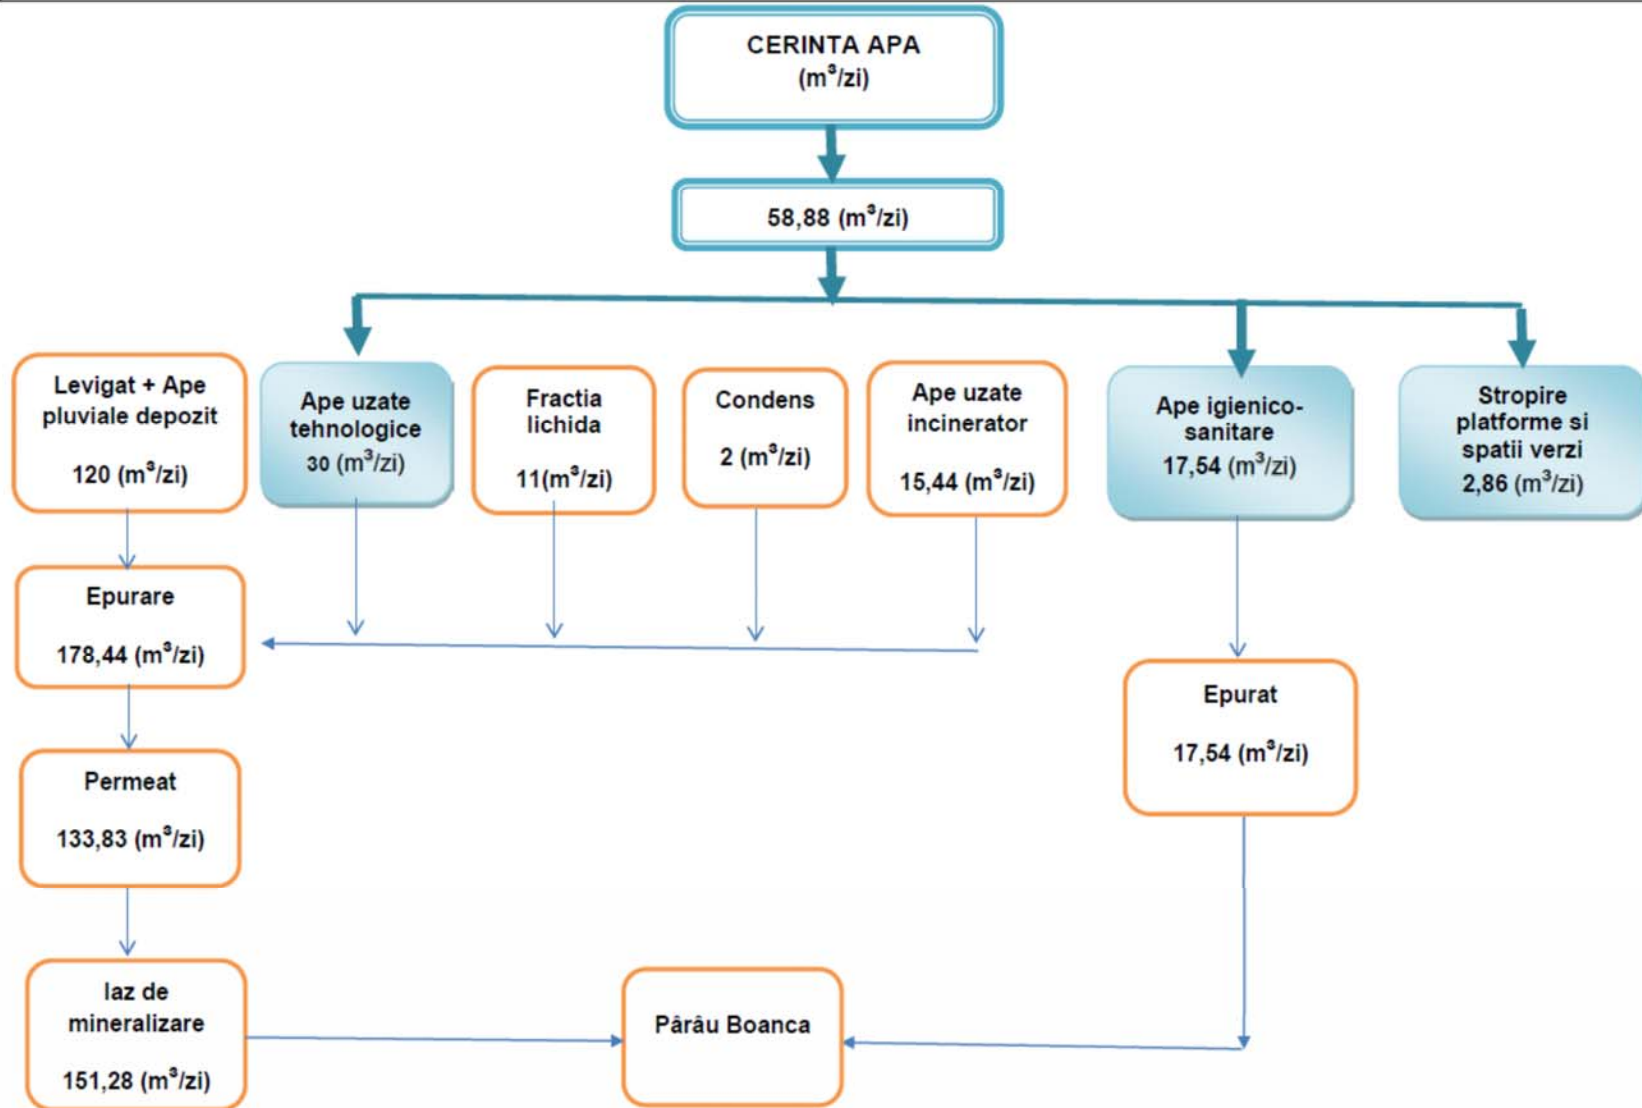 CERINTA APA
(m³/zi)
58,88 (m³/zi)
Levigat + Ape
pluviale depozit
120 (m³/zi)
Ape uzate
tehnologice
30 (m³/zi)
Fractia
lichida
11(m³/zi)
Condens
2 (m³/zi)
Ape uzate
incinerator
15,44 (m³/zi)
Ape igienico-
sanitare
17,54 (m³/zi)
Stropire
platforme si
spatii verzi
2,86 (m³/zi)
Epurare
178,44 (m³/zi)
Epurat
17,54 (m³/zi)
Permeat
133,83 (m³/zi)
Iaz de
mineralizare
151,28 (m³/zi)
Pârâu Boanca